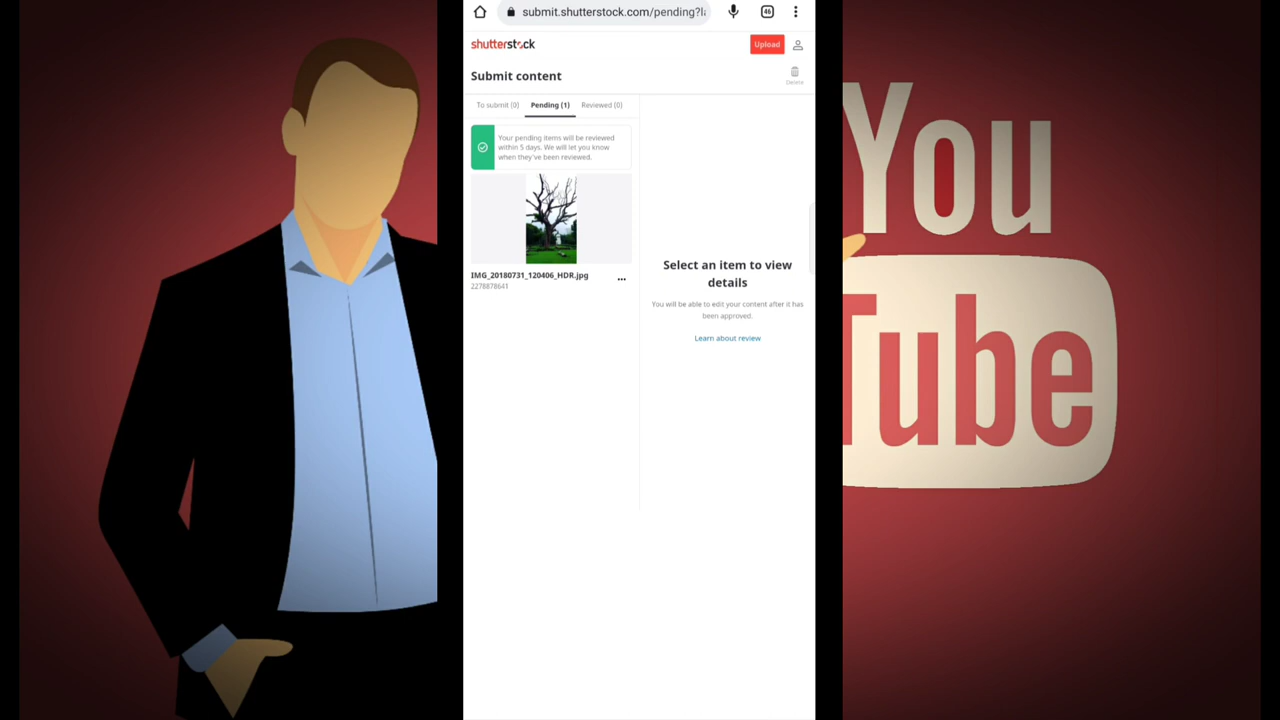 submit.shutterstock.com/pending?l
46
shutterstock
Upload
Submit content
Delete
To submit (0)
Pending (1)
Reviewed (0)
Your pending items will be reviewed
within 5 days. We will let you know
when they've been reviewed.
IMG_20180731_120406_HDR.jpg
2278878641
Select an item to view
details
You will be able to edit your content after it has
been approved.
Learn about review
You
Tube